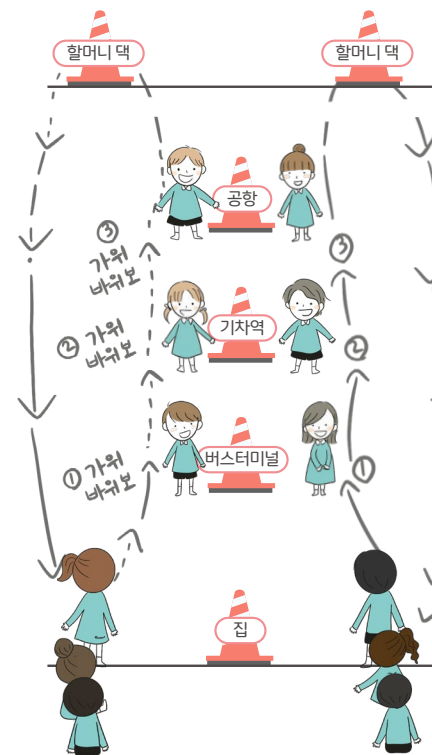 할머니 댁
할머니 댁
공항
③
가위
바위보
③
기차역
② 가위
바위보
②
버스터미널
① 가위
바위보
①
집